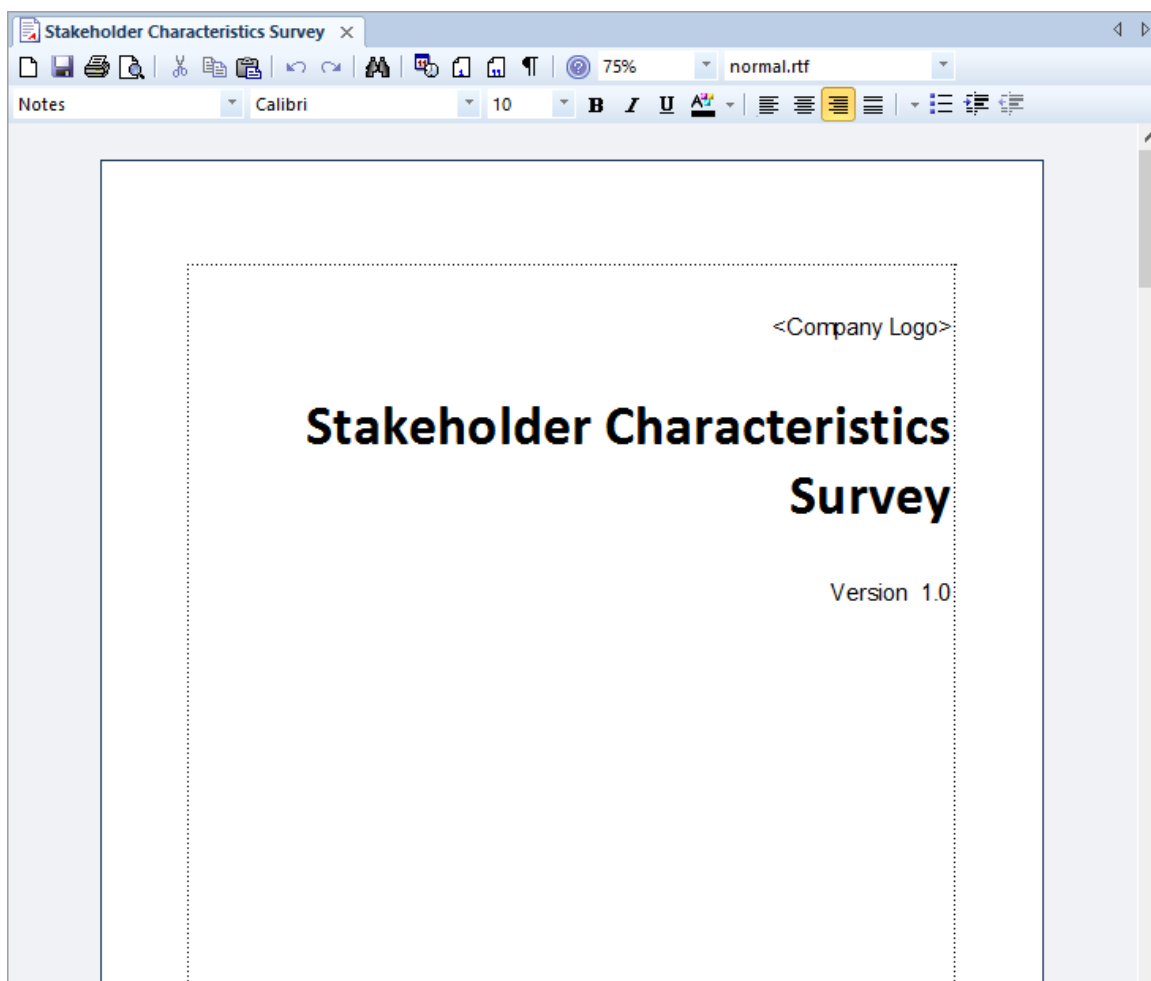 Stakeholder Characteristics Survey
75% normal.rtf
Notes Calibri 10 B I U
<Company Logo>
Stakeholder Characteristics
Survey
Version 1.0